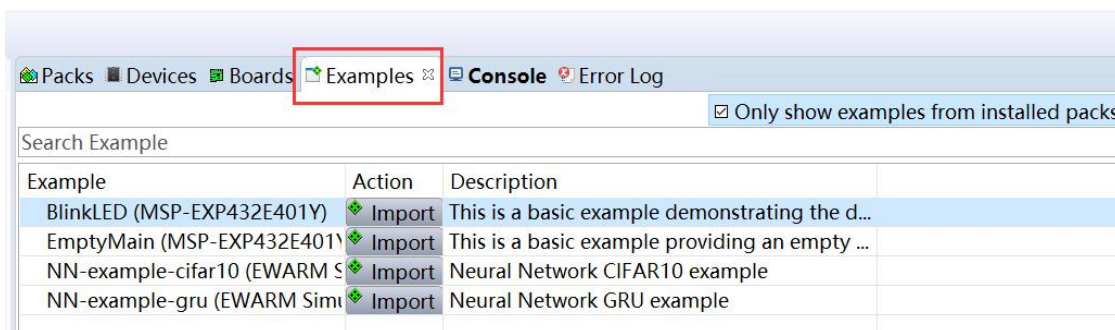 Packs Devices Boards Examples Console Error Log
Only show examples from installed packs
Search Example
Example Action Description
BlinkLED (MSP-EXP432E401Y) Import This is a basic example demonstrating the d...
EmptyMain (MSP-EXP432E401Y Import This is a basic example providing an empty ...
NN-example-cifar10 (EWARM S Import Neural Network CIFAR10 example
NN-example-gru (EWARM Simu Import Neural Network GRU example